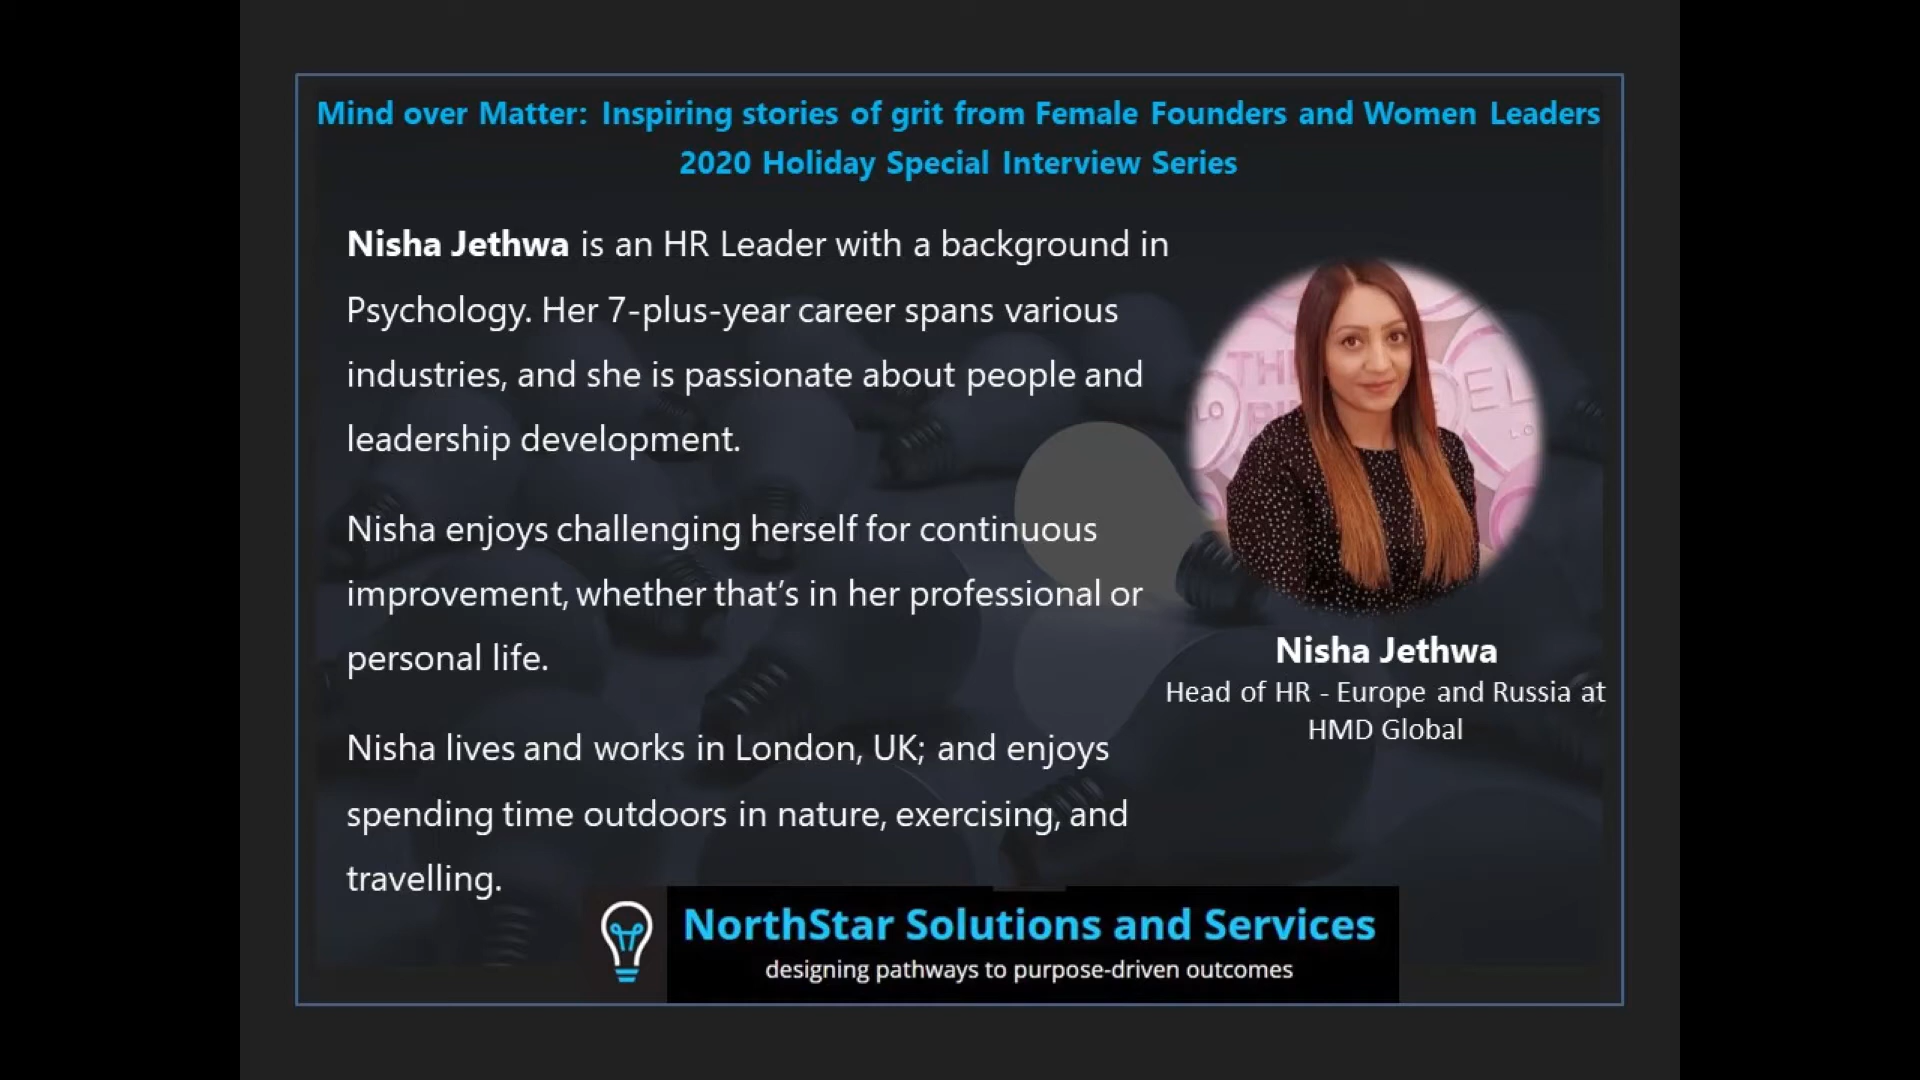 Mind over Matter: Inspiring stories of grit from Female Founders and Women Leaders
2020 Holiday Special Interview Series
Nisha Jethwa is an HR Leader with a background in
Psychology. Her 7-plus-year career spans various
industries, and she is passionate about people and
leadership development.
Nisha enjoys challenging herself for continuous
improvement, whether that's in her professional or
personal life.
Nisha lives and works in London, UK; and enjoys
spending time outdoors in nature, exercising, and
travelling.
Nisha Jethwa
Head of HR - Europe and Russia at
HMD Global
NorthStar Solutions and Services
designing pathways to purpose-driven outcomes